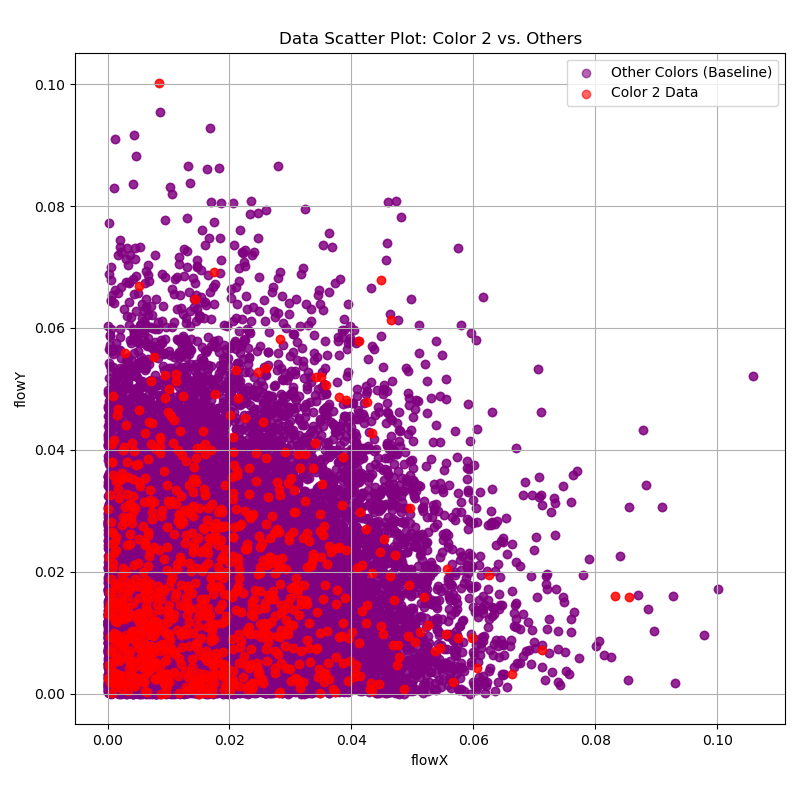 Data Scatter Plot: Color 2 vs. Others
Other Colors (Baseline)
Color 2 Data
flowY
0.10
0.08
0.06
0.04
0.02
0.00
0.00 0.02 0.04 0.06 0.08 0.10
flowX